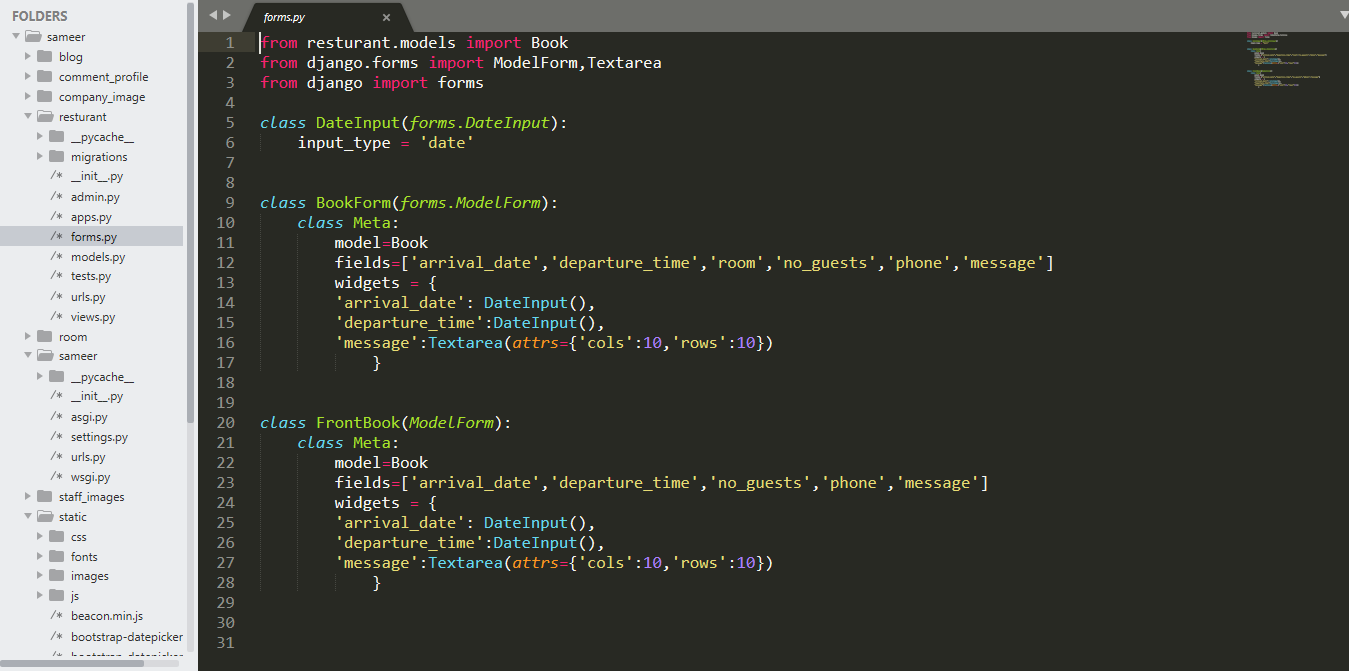 FOLDERS
sameer
blog
comment_profile
company_image
resturant
__pycache__
migrations
/* __init__.py
/* admin.py
/* apps.py
/* forms.py
/* models.py
/* tests.py
/* urls.py
/* views.py
room
sameer
__pycache__
/* __init__.py
/* asgi.py
/* settings.py
/* urls.py
/* wsgi.py
staff_images
static
css
fonts
images
js
/* beacon.min.js
/* bootstrap-datepicker
forms.py ×
1 from resturant.models import Book
2 from django.forms import ModelForm,Textarea
3 from django import forms
4
5 class DateInput(forms.DateInput):
6 input_type = 'date'
7
8
9 class BookForm(forms.ModelForm):
10 class Meta:
11 model=Book
12 fields=['arrival_date','departure_time','room','no_guests','phone','message']
13 widgets = {
14 'arrival_date': DateInput(),
15 'departure_time':DateInput(),
16 'message':Textarea(attrs={'cols':10,'rows':10})
17 }
18
19
20 class FrontBook(ModelForm):
21 class Meta:
22 model=Book
23 fields=['arrival_date','departure_time','no_guests','phone','message']
24 widgets = {
25 'arrival_date': DateInput(),
26 'departure_time':DateInput(),
27 'message':Textarea(attrs={'cols':10,'rows':10})
28 }
29
30
31